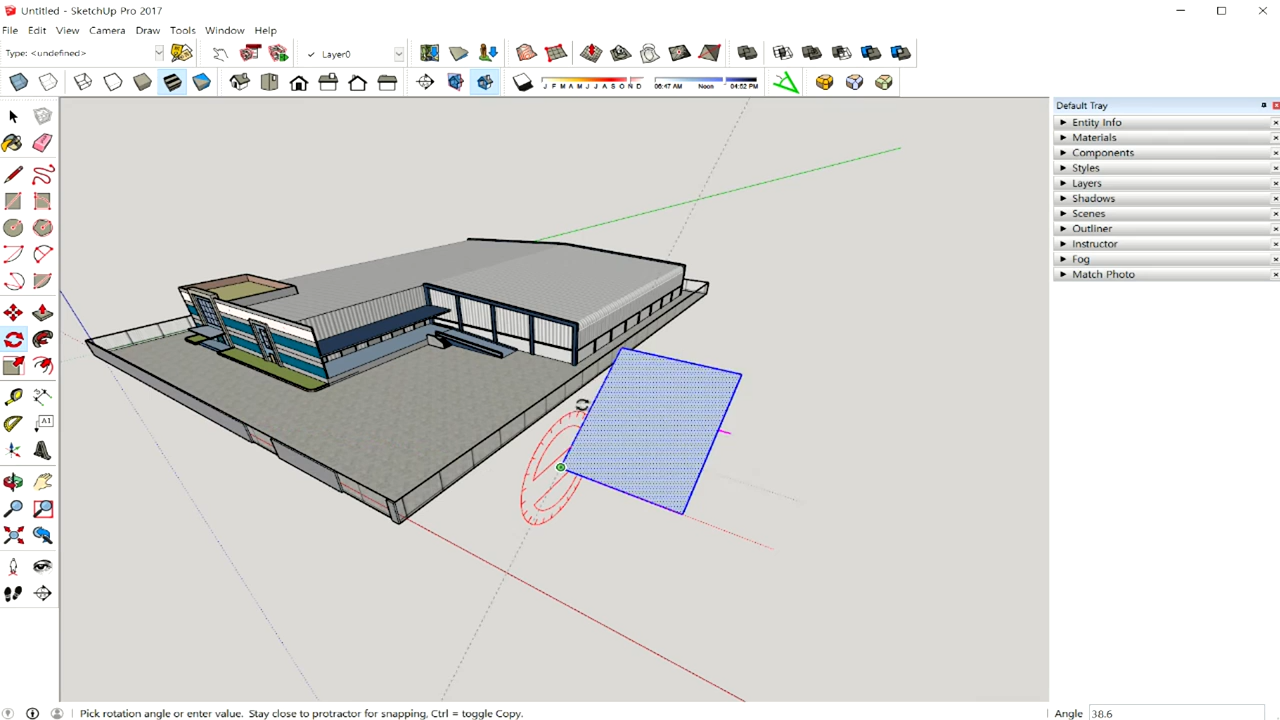 Untitled - SketchUp Pro 2017
File Edit View Camera Draw Tools Window Help
Type: <undefined>
Layer0
J F M A M J J A S O N D
06:47 AM Noon 04:52 PM
Default Tray
Entity Info
Materials
Components
Styles
Layers
Shadows
Scenes
Outliner
Instructor
Fog
Match Photo
A1
Pick rotation angle or enter value. Stay close to protractor for snapping, Ctrl = toggle Copy.
Angle 38.6